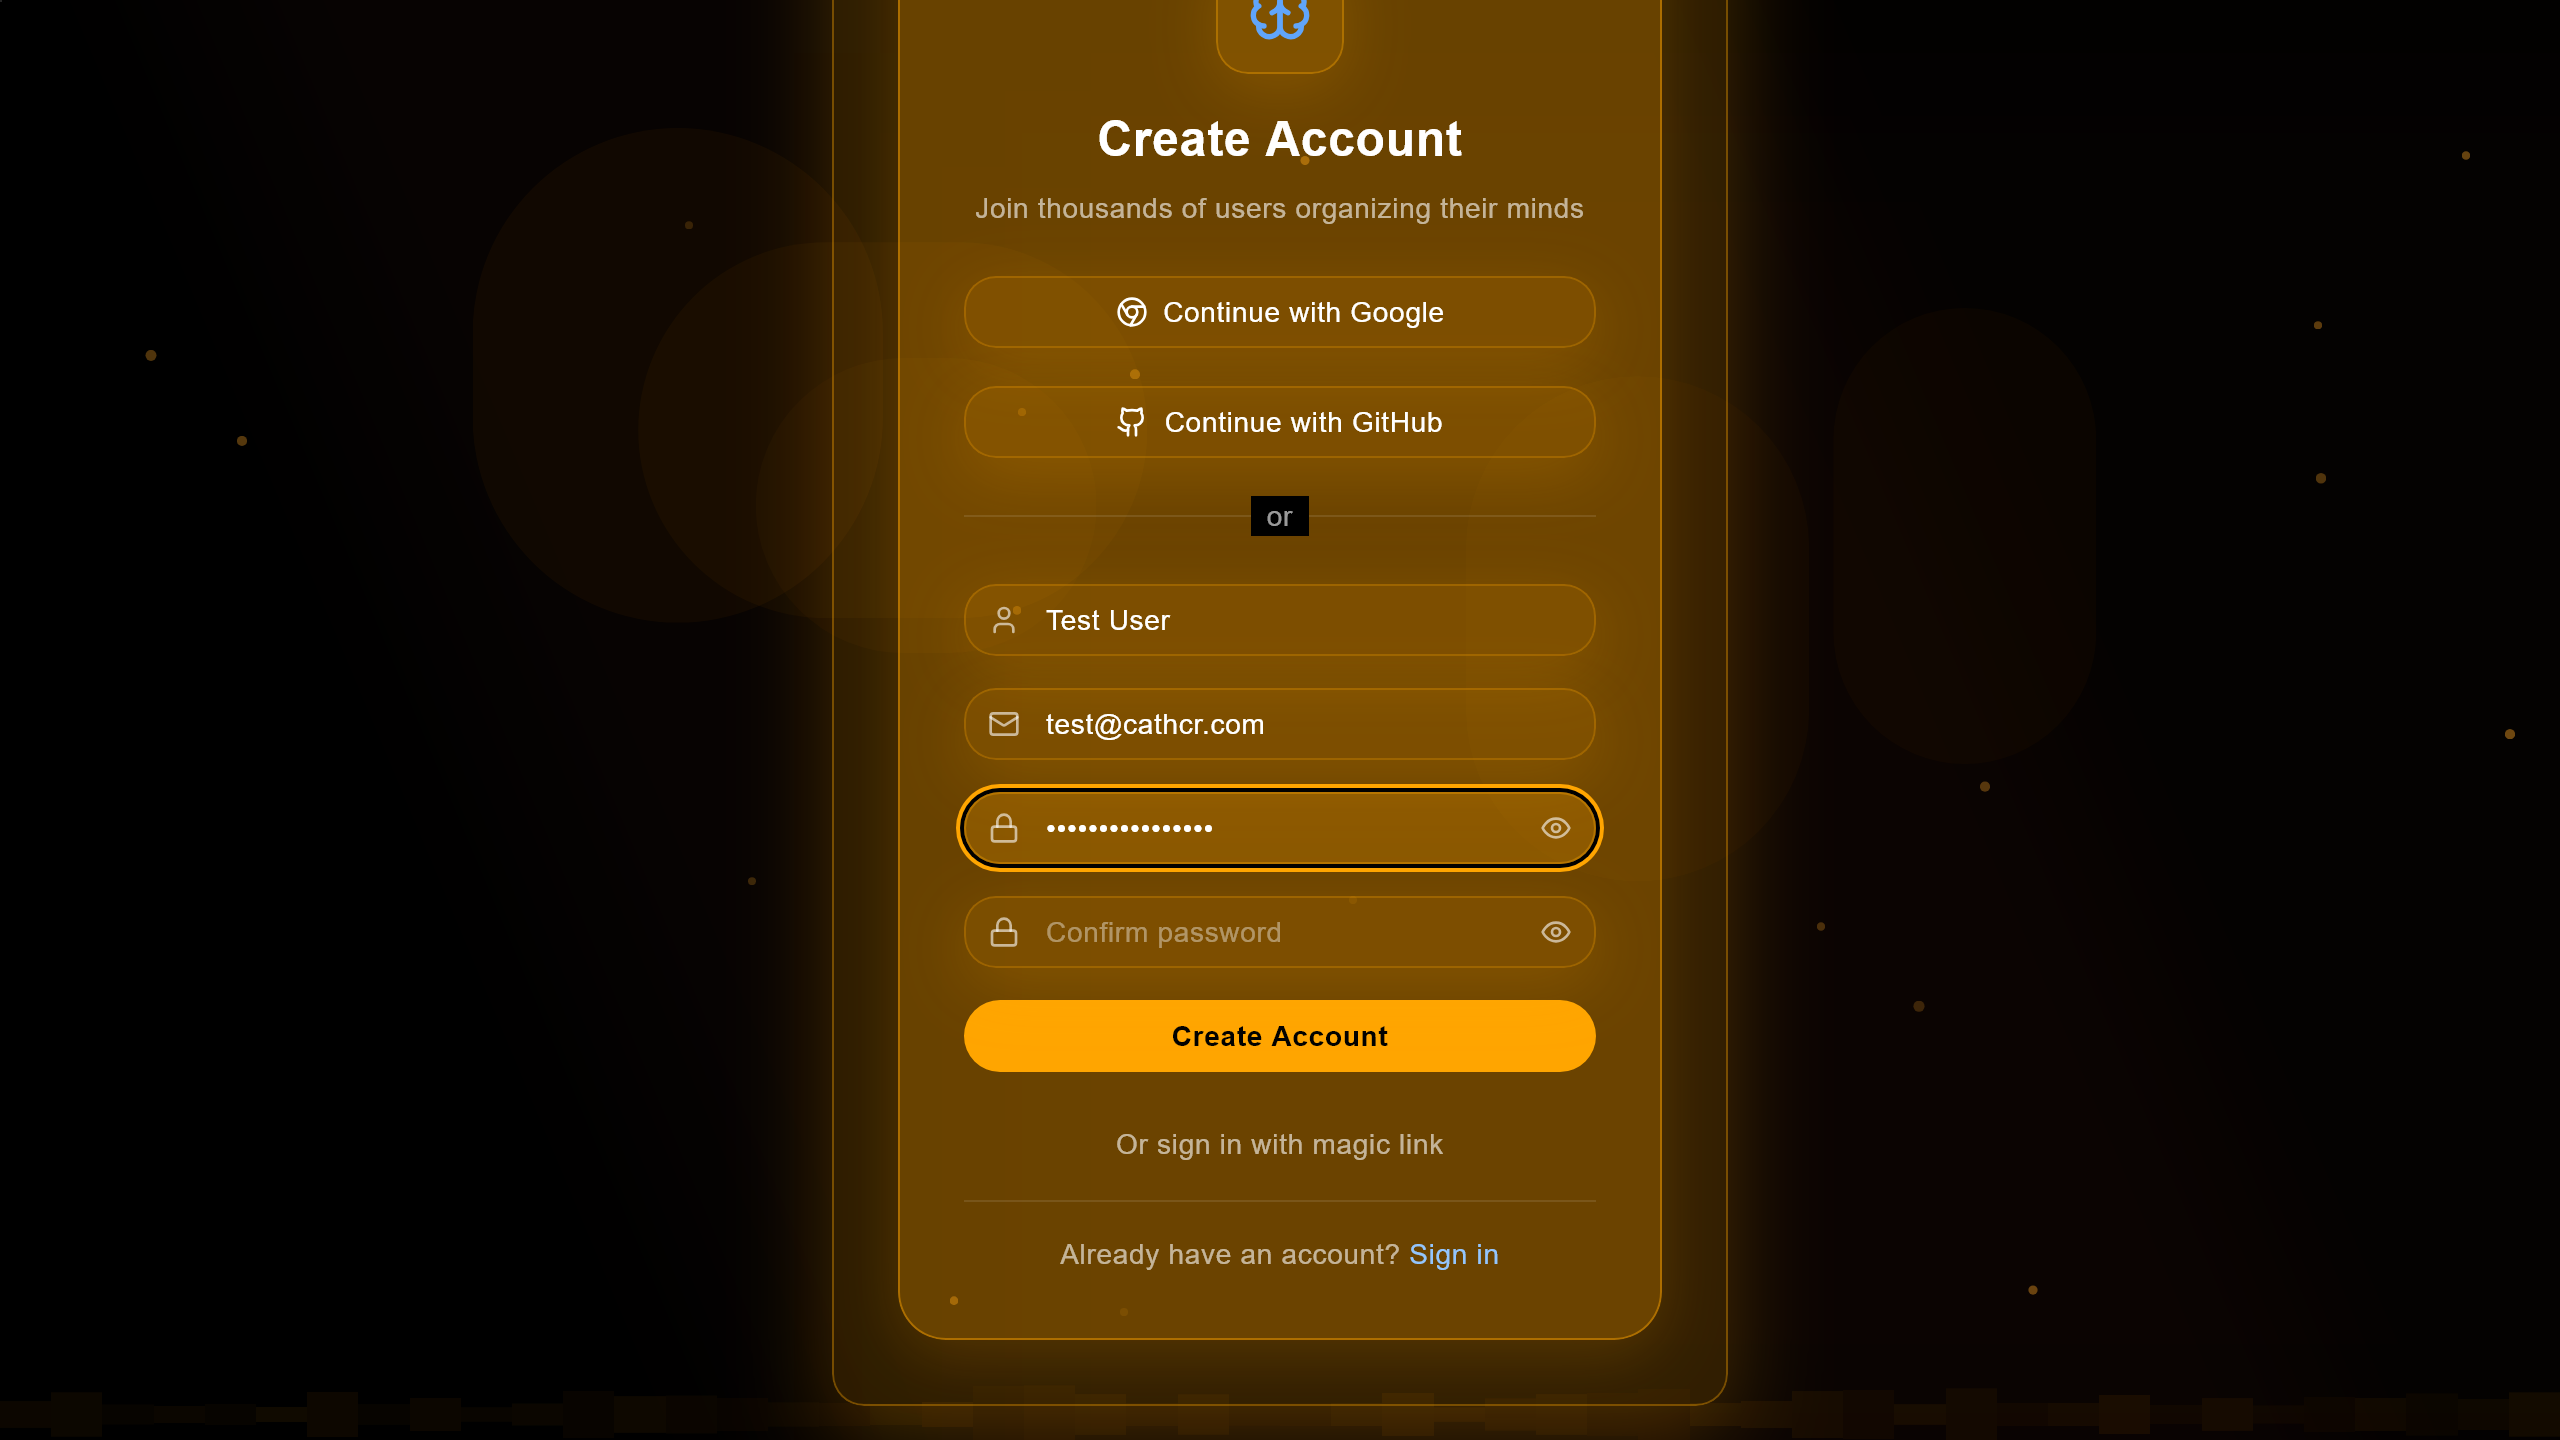 Create Account
Join thousands of users organizing their minds
Continue with Google
Continue with GitHub
or
Test User
test@cathcr.com
••••••••••••••••
Confirm password
Create Account
Or sign in with magic link
Already have an account? Sign in